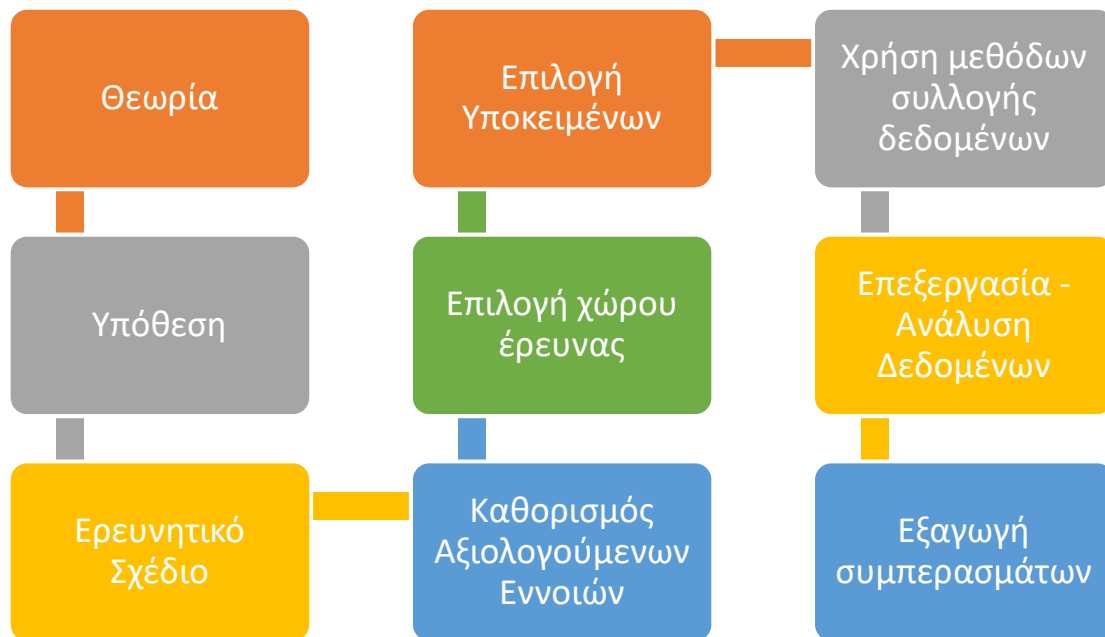 Θεωρία
Υπόθεση
Ερευνητικό
Σχέδιο
Καθορισμός
Αξιολογούμενων
Εννοιών
Επιλογή χώρου
έρευνας
Επιλογή
Υποκειμένων
Χρήση μεθόδων
συλλογής
δεδομένων
Επεξεργασία -
Ανάλυση
Δεδομένων
Εξαγωγή
συμπερασμάτων